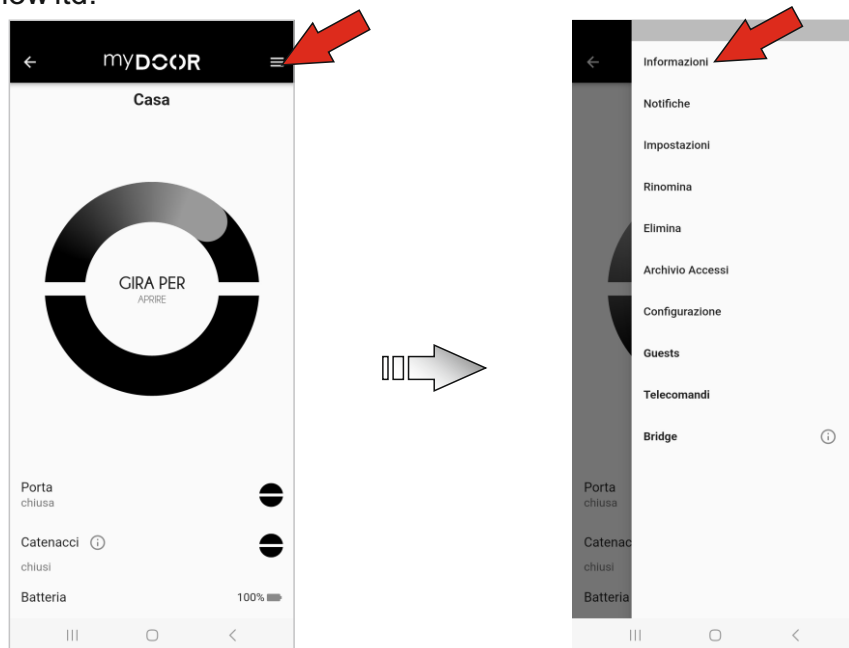 myDOOR
Casa
GIRA PER
APRIRE
Porta
chiusa
Catenacci
chiusi
Batteria 100%
Informazioni
Notifiche
Impostazioni
Rinomina
Elimina
Archivio Accessi
Configurazione
Guests
Telecomandi
Bridge
Porta
chiusa
Catenac
chiusi
Batteria